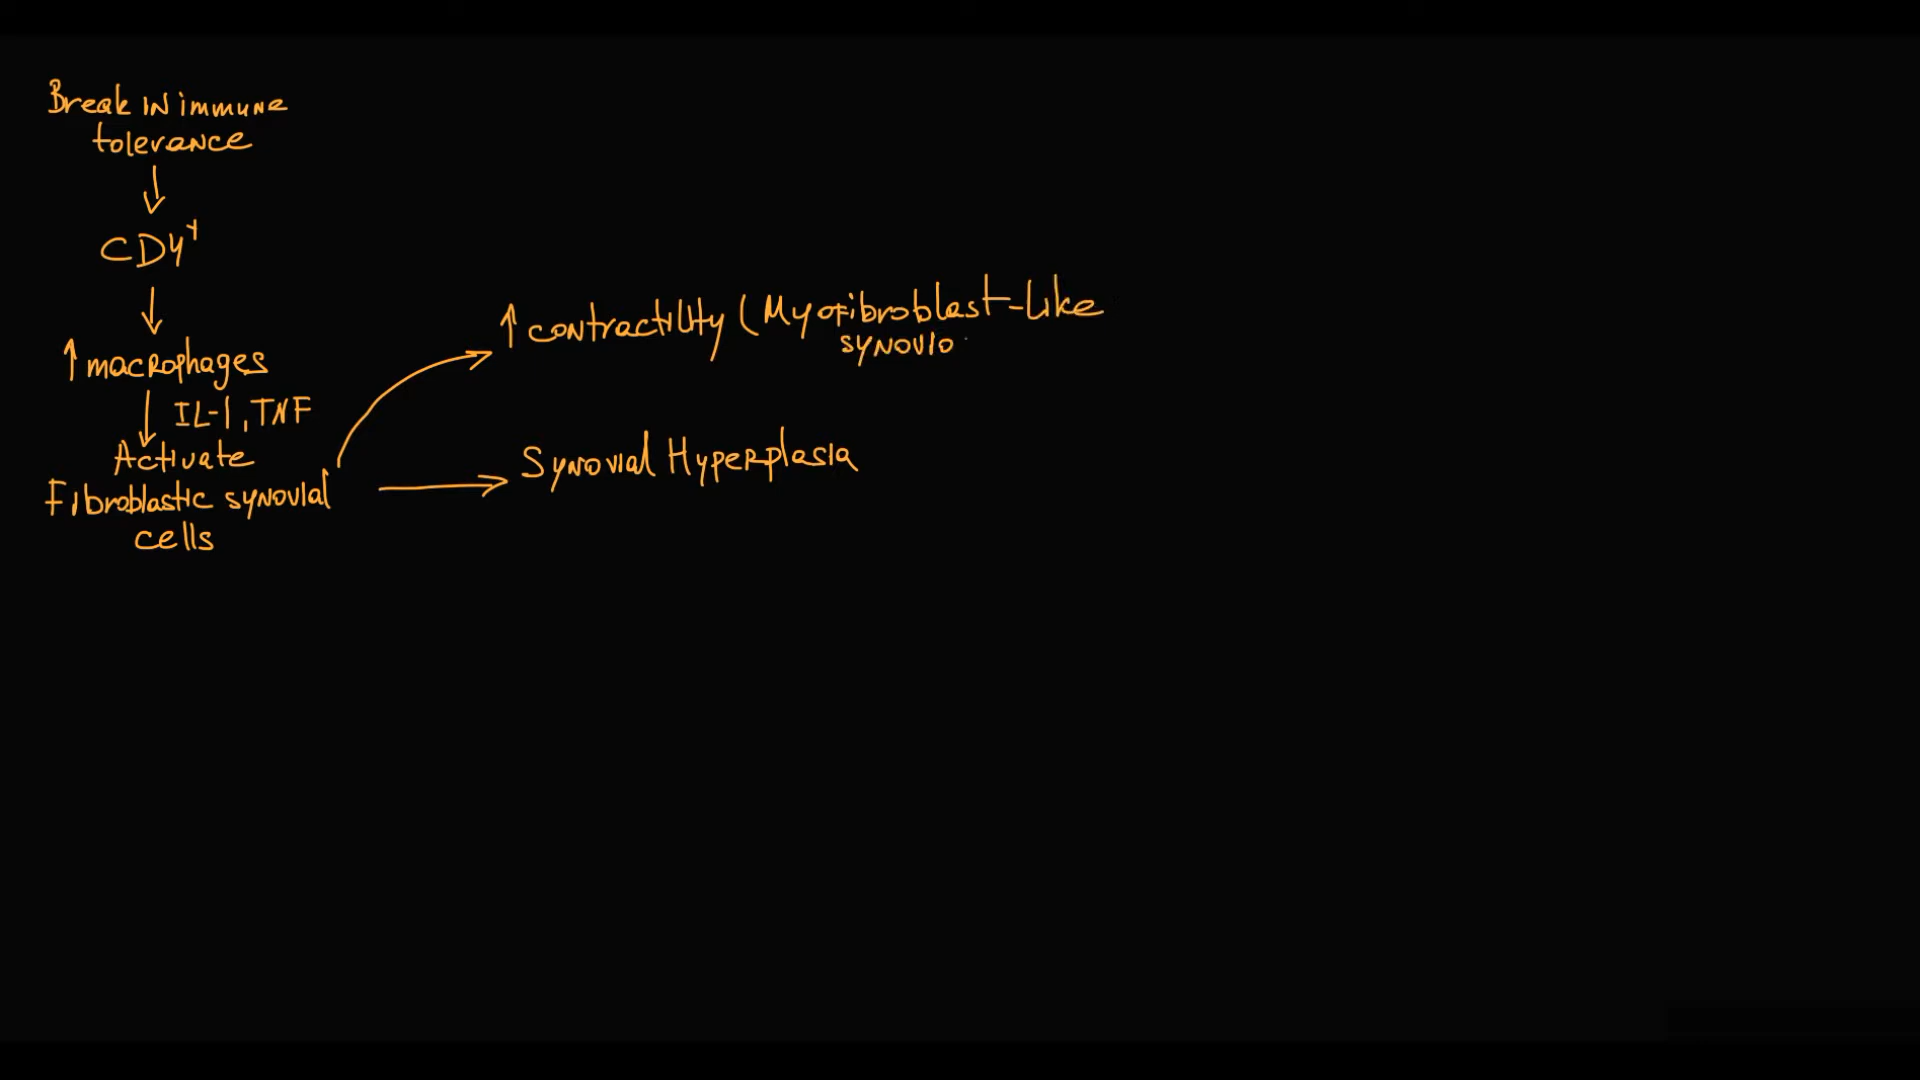 Break in immune
tolerance
↓
CD4+
↓
↑ macrophages
↓ IL-1, TNF
Activate
Fibroblastic synovial
cells
↑ contractility (Myofibroblast-like
synovio
Synovial Hyperplasia